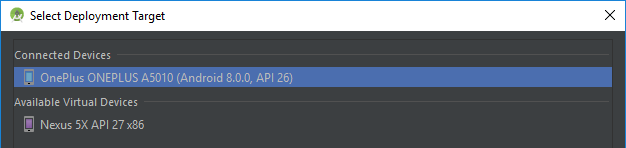 Select Deployment Target
Connected Devices
OnePlus ONEPLUS A5010 (Android 8.0.0, API 26)
Available Virtual Devices
Nexus 5X API 27 x86